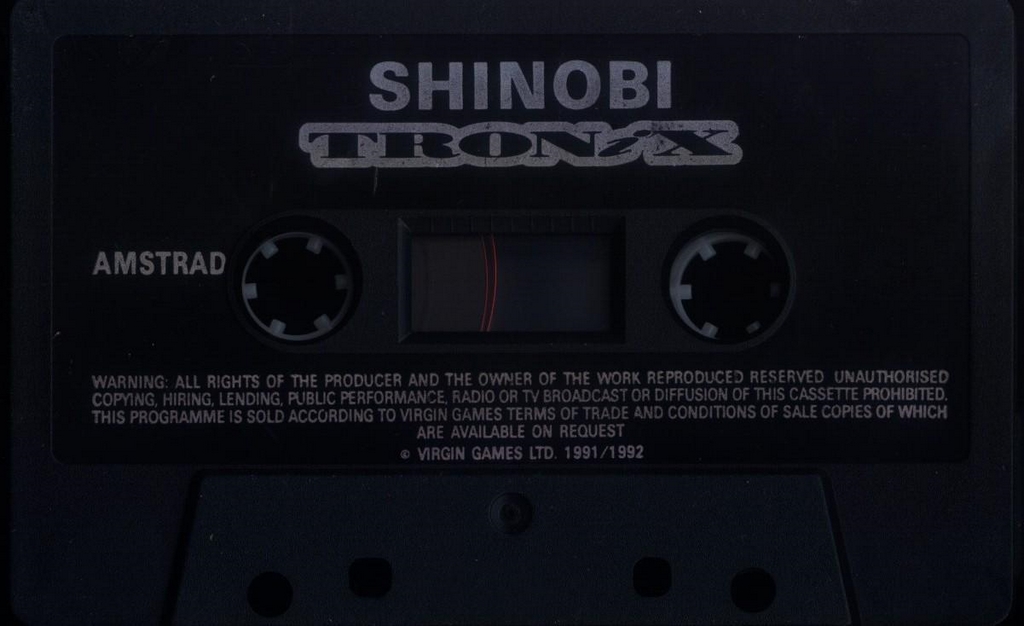 SHINOBI
TRONiX
AMSTRAD
WARNING: ALL RIGHTS OF THE PRODUCER AND THE OWNER OF THE WORK REPRODUCED RESERVED UNAUTHORISED
COPYING, HIRING, LENDING, PUBLIC PERFORMANCE, RADIO OR TV BROADCAST OR DIFFUSION OF THIS CASSETTE PROHIBITED.
THIS PROGRAMME IS SOLD ACCORDING TO VIRGIN GAMES TERMS OF TRADE AND CONDITIONS OF SALE COPIES OF WHICH
ARE AVAILABLE ON REQUEST
© VIRGIN GAMES LTD. 1991/1992